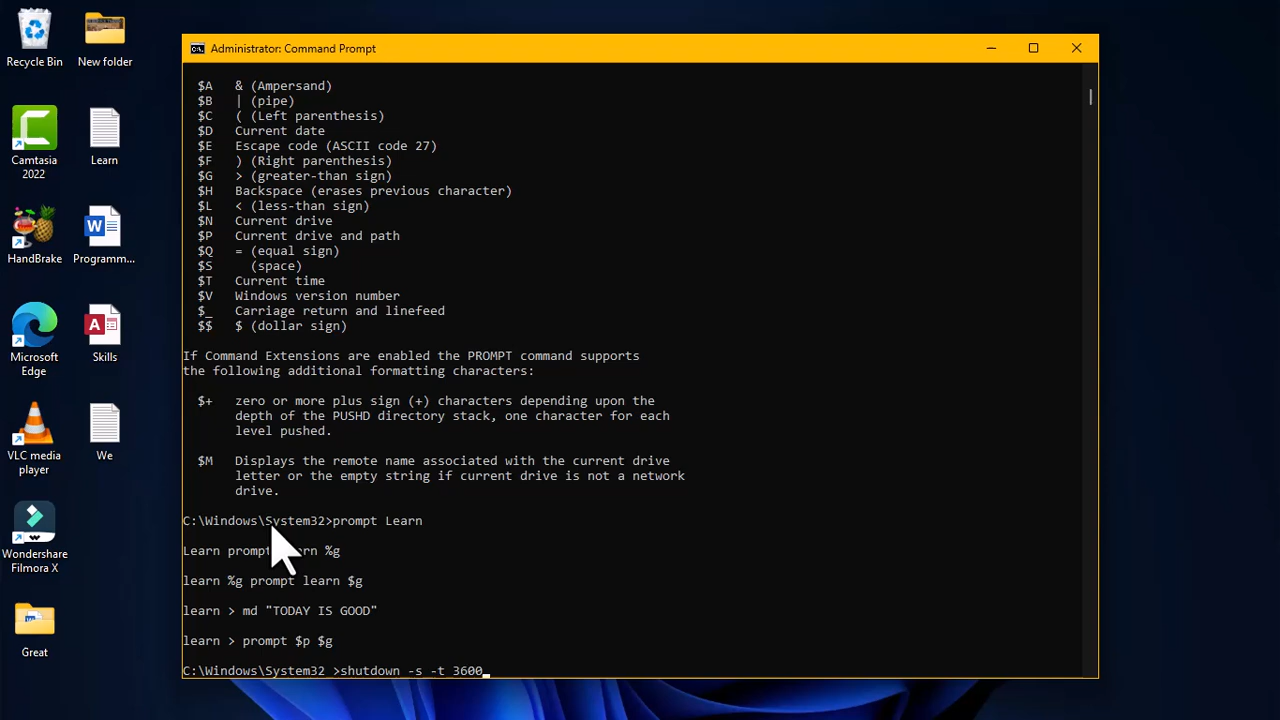 Administrator: Command Prompt
$A & (Ampersand)
$B | (pipe)
$C ( (Left parenthesis)
$D Current date
$E Escape code (ASCII code 27)
$F ) (Right parenthesis)
$G > (greater-than sign)
$H Backspace (erases previous character)
$L < (less-than sign)
$N Current drive
$P Current drive and path
$Q = (equal sign)
$S (space)
$T Current time
$V Windows version number
$_ Carriage return and linefeed
$$ $ (dollar sign)
If Command Extensions are enabled the PROMPT command supports
the following additional formatting characters:
$+ zero or more plus sign (+) characters depending upon the
depth of the PUSHD directory stack, one character for each
level pushed.
$M Displays the remote name associated with the current drive
letter or the empty string if current drive is not a network
drive.
C:\Windows\System32>prompt Learn
Learn prompt %g
learn %g prompt learn $g
learn > md "TODAY IS GOOD"
learn > prompt $p $g
C:\Windows\System32 >shutdown -s -t 3600
Recycle Bin
New folder
Camtasia
2022
Learn
HandBrake
Programm...
Microsoft
Edge
Skills
VLC media
player
We
Wondershare
Filmora X
Great